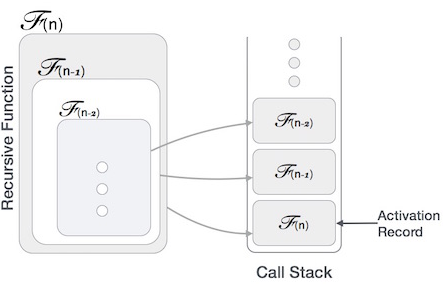 ℱ(n)
ℱ(n-1)
ℱ(n-2)
Recursive Function
ℱ(n-2)
ℱ(n-1)
ℱ(n)
Activation
Record
Call Stack